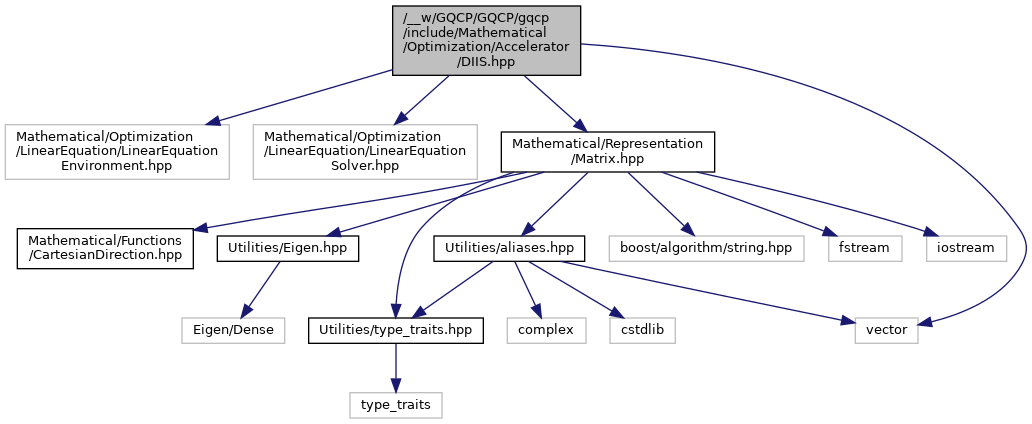 /__w/GQCP/GQCP/gqcp
/include/Mathematical
/Optimization/Accelerator
/DIIS.hpp
Mathematical/Optimization
/LinearEquation/LinearEquation
Environment.hpp
Mathematical/Optimization
/LinearEquation/LinearEquation
Solver.hpp
Mathematical/Representation
/Matrix.hpp
Mathematical/Functions
/CartesianDirection.hpp
Utilities/Eigen.hpp
Utilities/aliases.hpp
boost/algorithm/string.hpp
fstream
iostream
Eigen/Dense
Utilities/type_traits.hpp
complex
cstdlib
vector
type_traits